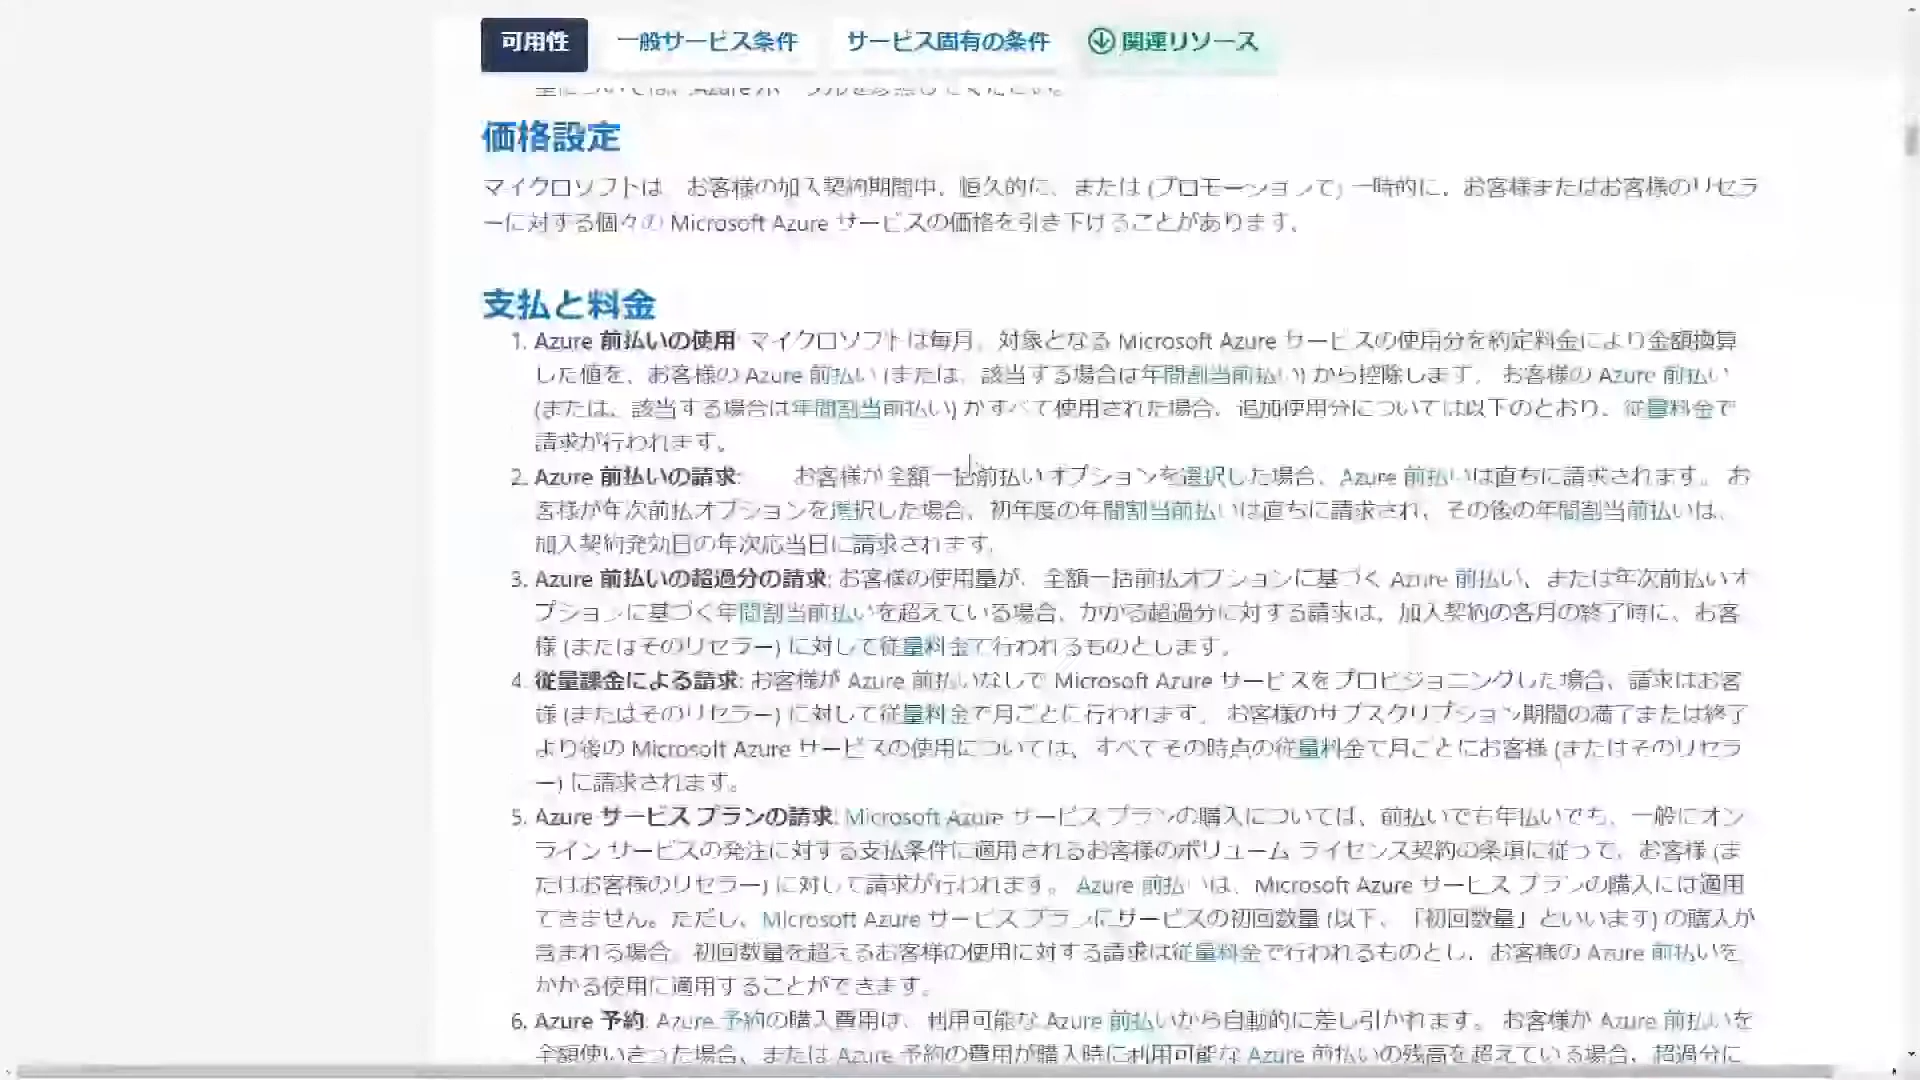 可用性 一般サービス条件 サービス固有の条件 関連リソース
価格設定
マイクロソフトは、お客様の加入契約期間中、恒久的に、または (プロモーションで) 一時的に、お客様またはお客様のリセラ
ーに対する個々の Microsoft Azure サービスの価格を引き下げることがあります。
支払と料金
1. Azure 前払いの使用: マイクロソフトは毎月、対象となる Microsoft Azure サービスの使用分を約定料金により金額換算
した値を、お客様の Azure 前払い (または、該当する場合は年間割当前払い) から控除します。 お客様の Azure 前払い
(または、該当する場合は年間割当前払い) がすべて使用された場合、追加使用分については以下のとおり、従量料金で
請求が行われます。
2. Azure 前払いの請求: お客様が全額一括前払い オプションを選択した場合、Azure 前払いは直ちに請求されます。 お
客様が年次前払オプションを選択した場合、初年度の年間割当前払いは直ちに請求され、その後の年間割当前払いは、
加入契約発効日の年次応当日に請求されます。
3. Azure 前払いの超過分の請求: お客様の使用量が、全額一括前払オプションに基づく Azure 前払い、または年次前払いオ
プションに基づく年間割当前払いを超えている場合、かかる超過分に対する請求は、加入契約の各月の終了時に、お客
様 (またはそのリセラー) に対して従量料金で行われるものとします。
4. 従量課金による請求: お客様が Azure 前払いなしで Microsoft Azure サービスをプロビジョニングした場合、請求はお客
様 (またはそのリセラー) に対して従量料金で月ごとに行われます。 お客様のサブスクリプション期間の満了または終了
より後の Microsoft Azure サービスの使用については、すべてその時点の従量料金で月ごとにお客様 (またはそのリセラ
ー) に請求されます。
5. Azure サービス プランの請求: Microsoft Azure サービス プランの購入については、前払いでも年払いでも、一般にオン
ライン サービスの発注に対する支払条件に適用されるお客様のボリューム ライセンス契約の条項に従って、お客様 (ま
たはお客様のリセラー) に対して請求が行われます。 Azure 前払いは、Microsoft Azure サービス プランの購入には適用
できません。ただし、Microsoft Azure サービス プランにサービスの初回数量 (以下、「初回数量」といいます) の購入が
含まれる場合、初回数量を超えるお客様の使用に対する請求は従量料金で行われるものとし、お客様の Azure 前払いを
かかる使用に適用することができます。
6. Azure 予約: Azure 予約の購入費用は、利用可能な Azure 前払いから自動的に差し引かれます。 お客様が Azure 前払いを
全額使いきった場合、または Azure 予約の費用が購入時に利用可能な Azure 前払いの残高を超えている場合、超過分に